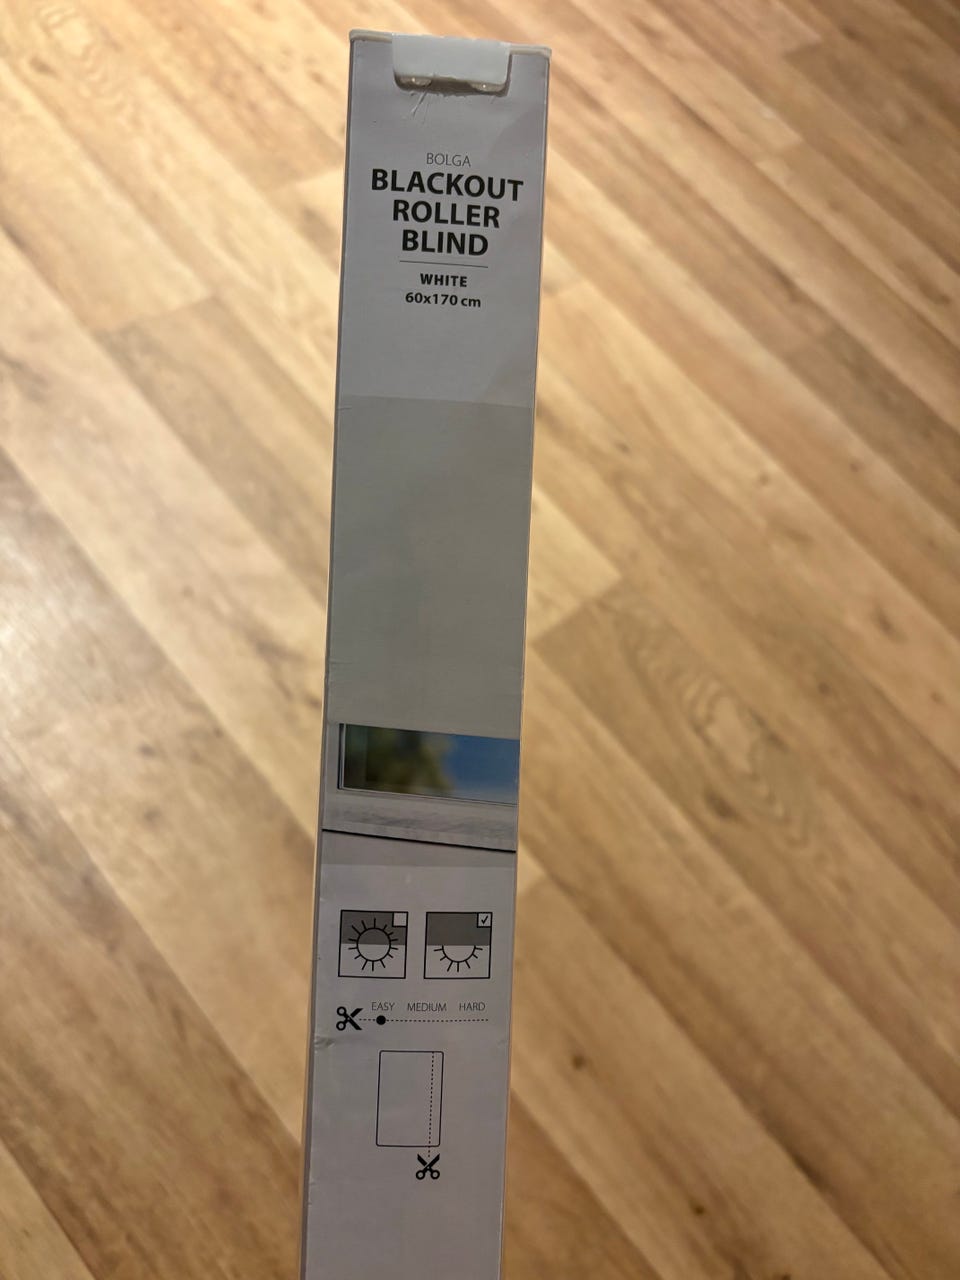 BOLGA
BLACKOUT
ROLLER
BLIND
WHITE
60x170 cm
EASY MEDIUM HARD